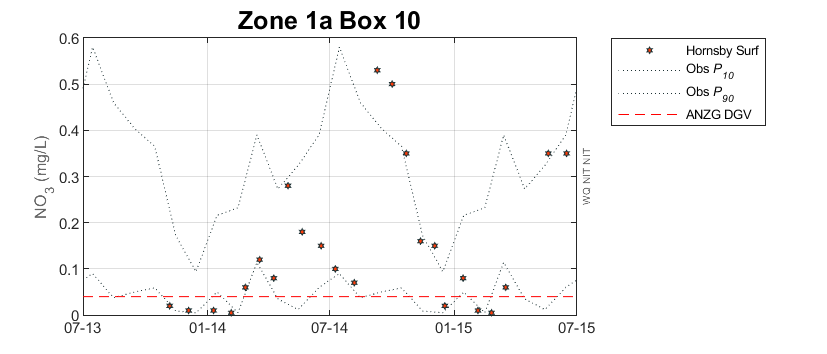 Zone 1a Box 10
0.6
0.5
0.4
0.3
0.2
0.1
0
NO3 (mg/L)
07-13
01-14
07-14
01-15
07-15
WQ NIT NIT
Hornsby Surf
Obs P10
Obs P90
ANZG DGV